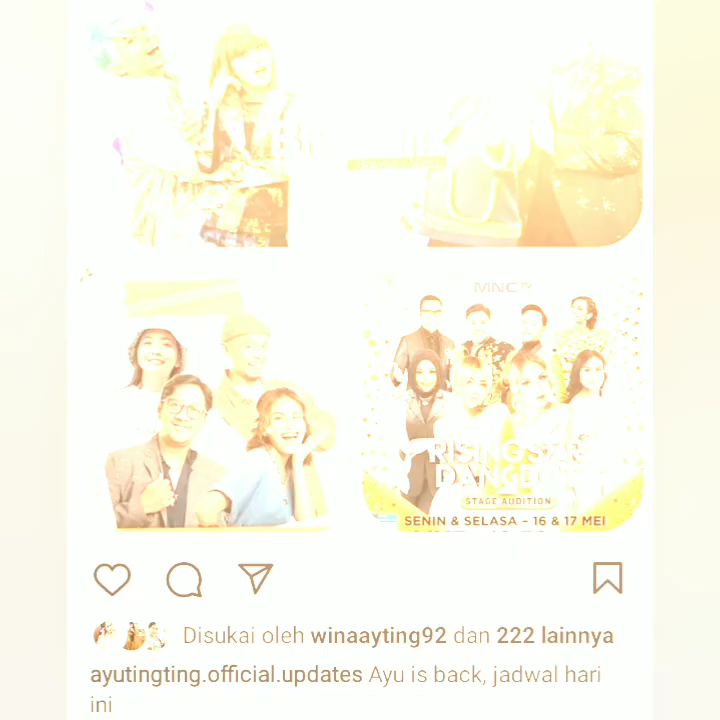 MNC TV
RISING STAR
DANGDUT
STAGE AUDITION
SENIN & SELASA - 16 & 17 MEI
Disukai oleh winaayting92 dan 222 lainnya
ayutingting.official.updates Ayu is back, jadwal hari
ini